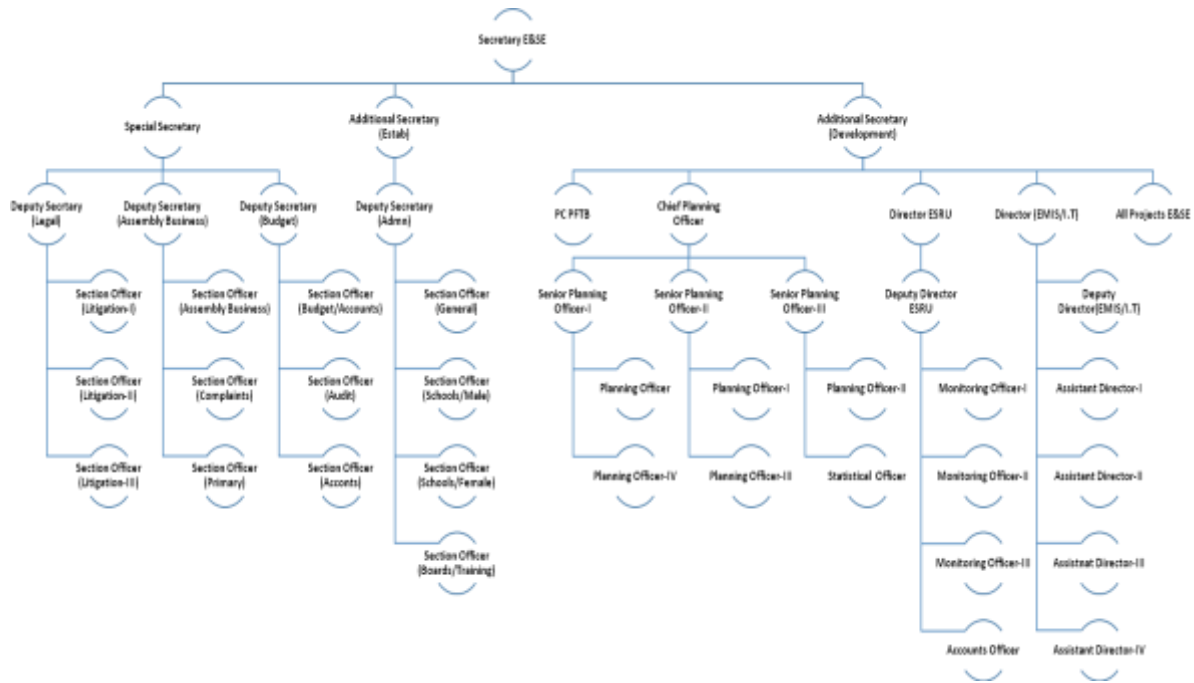 Secretary E&SE
Special Secretary
Additional Secretary
(Estab)
Additional Secretary
(Development)
Deputy Secrtary
(Legal)
Deputy Secretary
(Assembly Business)
Deputy Secretary
(Budget)
Deputy Secretary
(Admn)
PC PFTB
Chief Planning
Officer
Director ESRU
Director (EMIS/I.T)
All Projects E&SE
Section Officer
(Litigation-I)
Section Officer
(Assembly Business)
Section Officer
(Budget/Accounts)
Section Officer
(General)
Senior Planning
Officer-I
Senior Planning
Officer-II
Senior Planning
Officer-III
Deputy Director
ESRU
Deputy
Director(EMIS/I.T)
Section Officer
(Litigation-II)
Section Officer
(Complaints)
Section Officer
(Audit)
Section Officer
(Schools/Male)
Planning Officer
Planning Officer-I
Planning Officer-II
Monitoring Officer-I
Assistant Director-I
Section Officer
(Litigation-III)
Section Officer
(Primary)
Section Officer
(Acconts)
Section Officer
(Schools/Female)
Planning Officer-IV
Planning Officer-III
Statistical Officer
Monitoring Officer-II
Assistant Director-II
Section Officer
(Boards/Training)
Monitoring Officer-III
Assistnat Director-III
Accounts Officer
Assistant Director-IV